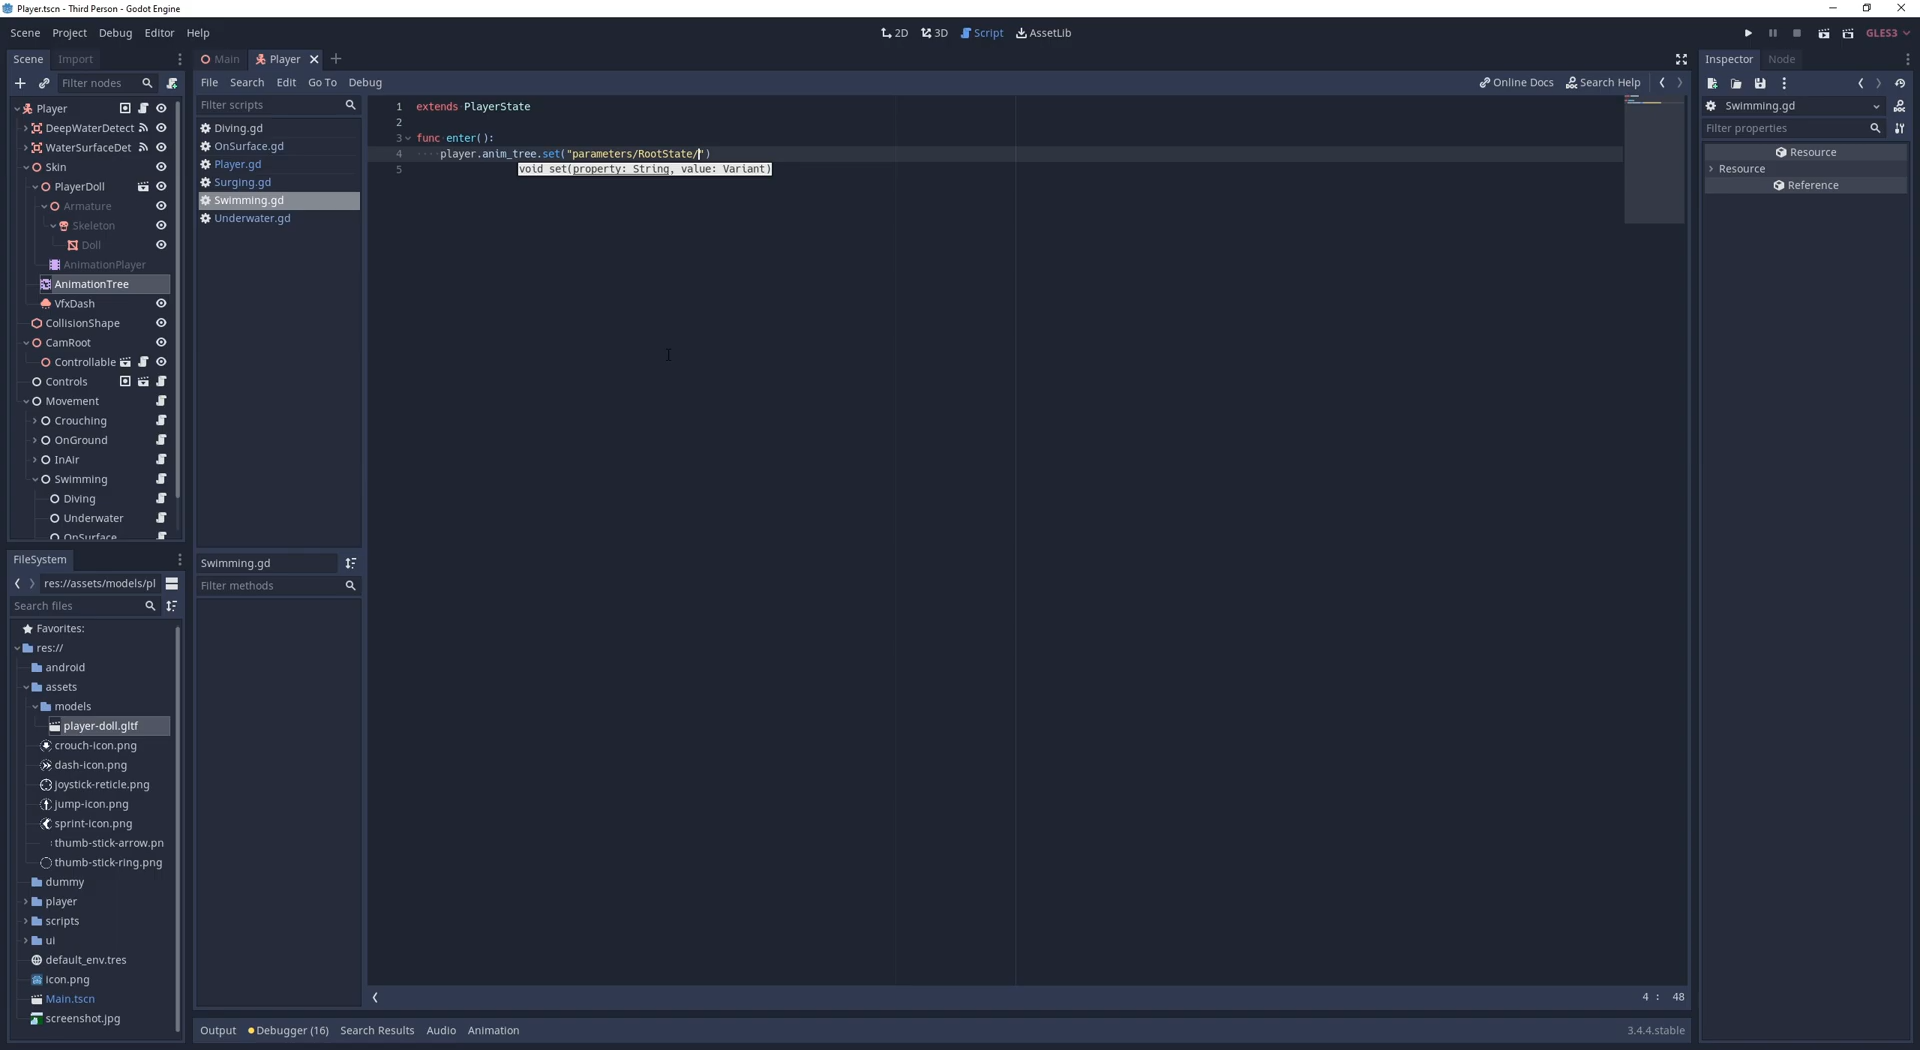 Player.tscn - Third Person - Godot Engine
Scene Project Debug Editor Help
2D 3D Script AssetLib
GLES3
Scene Import
Filter nodes
Player
DeepWaterDetect
WaterSurfaceDet
Skin
PlayerDoll
Armature
Skeleton
Doll
AnimationPlayer
AnimationTree
VfxDash
CollisionShape
CamRoot
Controllable
Controls
Movement
Crouching
OnGround
InAir
Swimming
Diving
Underwater
OnSurface
FileSystem
res://assets/models/pl
Search files
Favorites:
res://
android
assets
models
player-doll.gltf
crouch-icon.png
dash-icon.png
joystick-reticle.png
jump-icon.png
sprint-icon.png
thumb-stick-arrow.pn
thumb-stick-ring.png
dummy
player
scripts
ui
default_env.tres
icon.png
Main.tscn
screenshot.jpg
Main Player
File Search Edit Go To Debug
Online Docs Search Help
Filter scripts
Diving.gd
OnSurface.gd
Player.gd
Surging.gd
Swimming.gd
Underwater.gd
Swimming.gd
Filter methods
1 extends PlayerState
2
3 func enter():
4 player.anim_tree.set("parameters/RootState/")
void set(property: String, value: Variant)
5
4 : 48
Output Debugger (16) Search Results Audio Animation
3.4.4.stable
Inspector Node
Swimming.gd
Filter properties
Resource
Resource
Reference